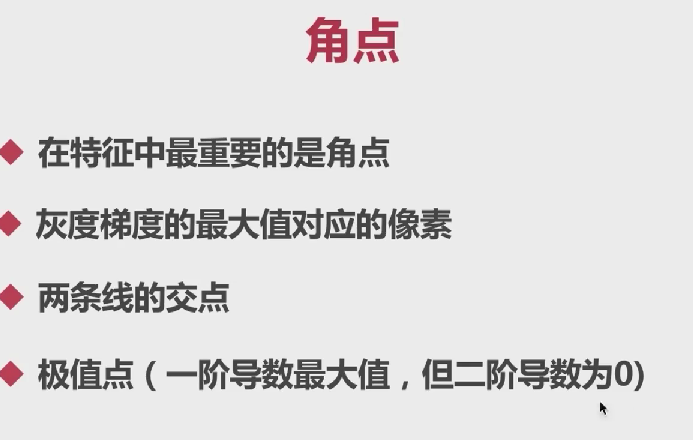 角点
在特征中最重要的是角点
灰度梯度的最大值对应的像素
两条线的交点
极值点（一阶导数最大值，但二阶导数为0)